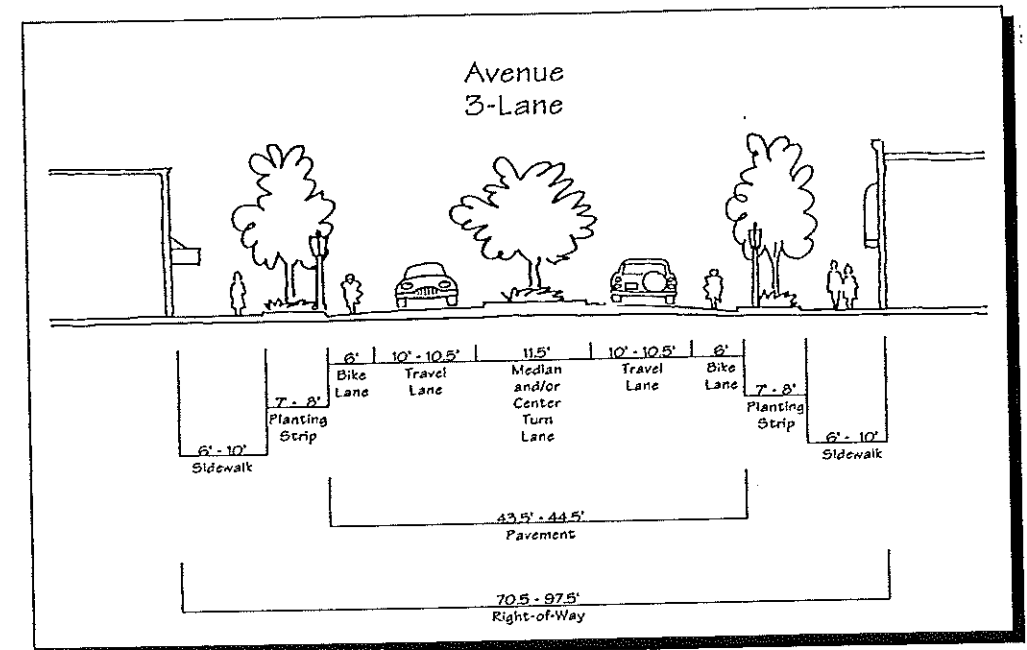 Avenue
3-Lane
6'
Bike
Lane
10' - 10.5'
Travel
Lane
11.5'
Median
and/or
Center
Turn
Lane
10' - 10.5'
Travel
Lane
6'
Bike
Lane
7' - 8'
Planting
Strip
7' - 8'
Planting
Strip
6' - 10'
Sidewalk
6' - 10'
Sidewalk
43.5' - 44.5'
Pavement
70.5 - 97.5'
Right-of-Way